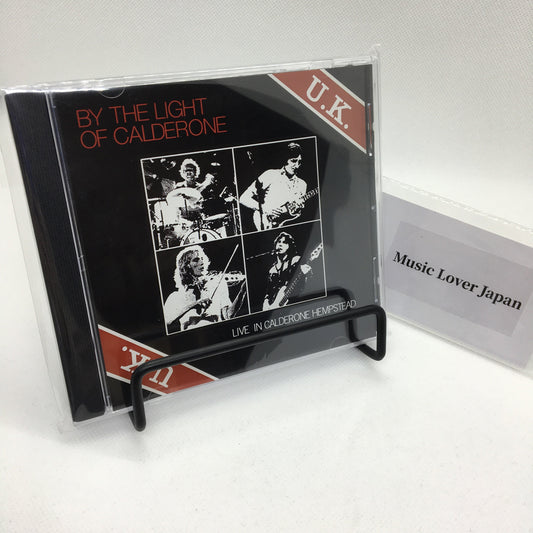 BY THE LIGHT
OF CALDERONE
U.K.
LIVE IN CALDERONE HEMPSTEAD
U.K.
Music Lover Japan